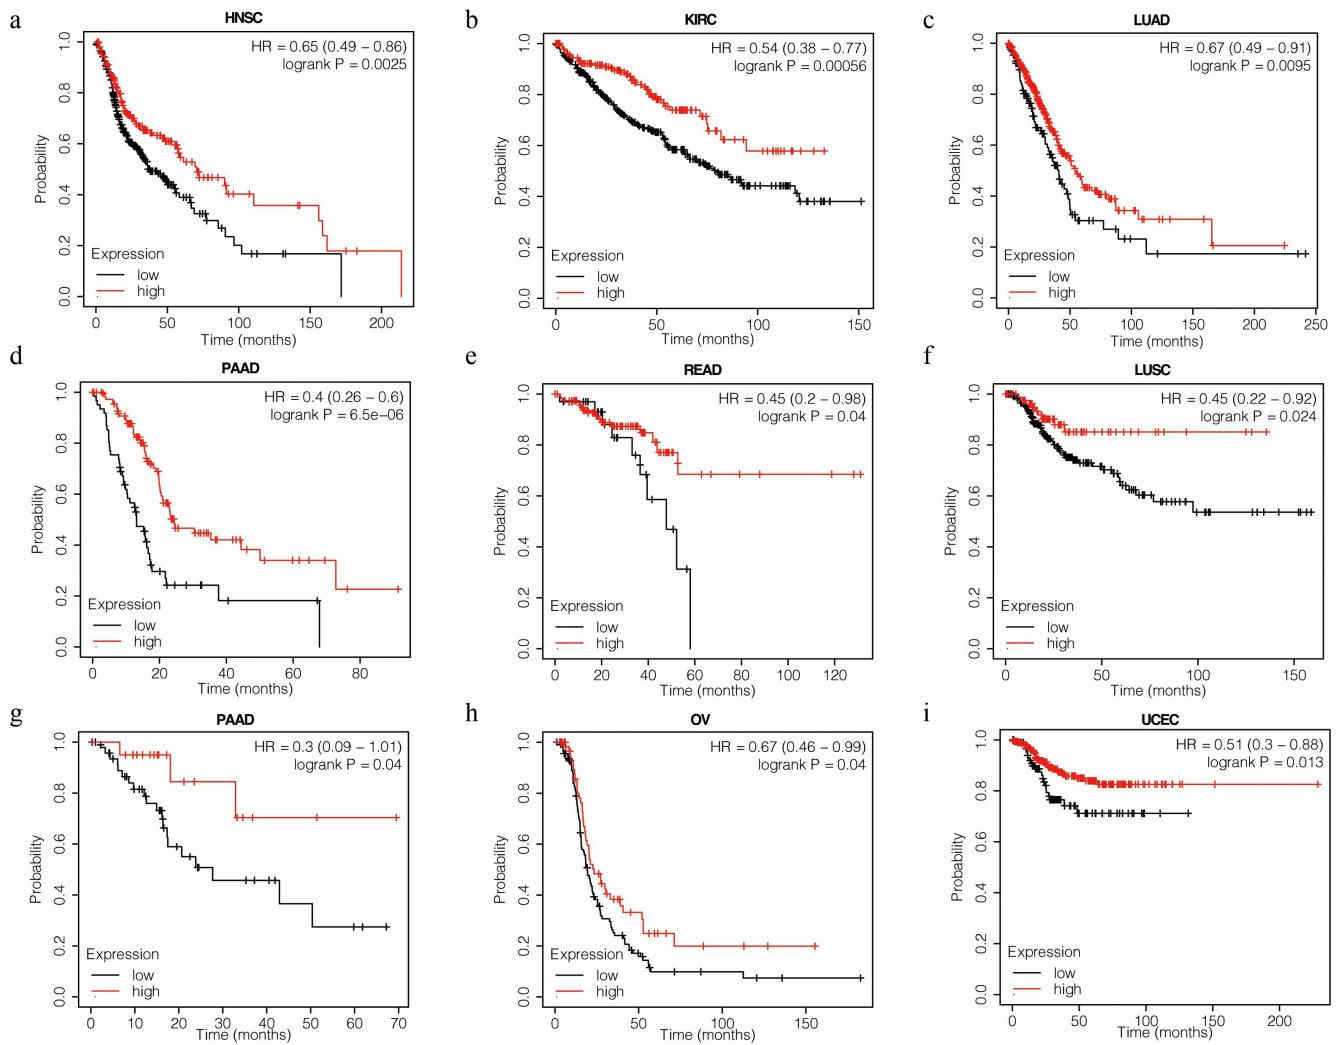 a
HNSC
HR = 0.65 (0.49 – 0.86)
logrank P = 0.0025
Probability
1.0
0.8
0.6
0.4
0.2
0.0
Expression
low
high
0 50 100 150 200
Time (months)
b
KIRC
HR = 0.54 (0.38 – 0.77)
logrank P = 0.00056
Probability
1.0
0.8
0.6
0.4
0.2
0.0
Expression
low
high
0 50 100 150
Time (months)
c
LUAD
HR = 0.67 (0.49 – 0.91)
logrank P = 0.0095
Probability
1.0
0.8
0.6
0.4
0.2
0.0
Expression
low
high
0 50 100 150 200 250
Time (months)
d
PAAD
HR = 0.4 (0.26 – 0.6)
logrank P = 6.5e−06
Probability
1.0
0.8
0.6
0.4
0.2
0.0
Expression
low
high
0 20 40 60 80
Time (months)
e
READ
HR = 0.45 (0.2 – 0.98)
logrank P = 0.04
Probability
1.0
0.8
0.6
0.4
0.2
0.0
Expression
low
high
0 20 40 60 80 100 120
Time (months)
f
LUSC
HR = 0.45 (0.22 – 0.92)
logrank P = 0.024
Probability
1.0
0.8
0.6
0.4
0.2
0.0
Expression
low
high
0 50 100 150
Time (months)
g
PAAD
HR = 0.3 (0.09 – 1.01)
logrank P = 0.04
Probability
1.0
0.8
0.6
0.4
0.2
0.0
Expression
low
high
0 10 20 30 40 50 60 70
Time (months)
h
OV
HR = 0.67 (0.46 – 0.99)
logrank P = 0.04
Probability
1.0
0.8
0.6
0.4
0.2
0.0
Expression
low
high
0 50 100 150
Time (months)
i
UCEC
HR = 0.51 (0.3 – 0.88)
logrank P = 0.013
Probability
1.0
0.8
0.6
0.4
0.2
0.0
Expression
low
high
0 50 100 150 200
Time (months)